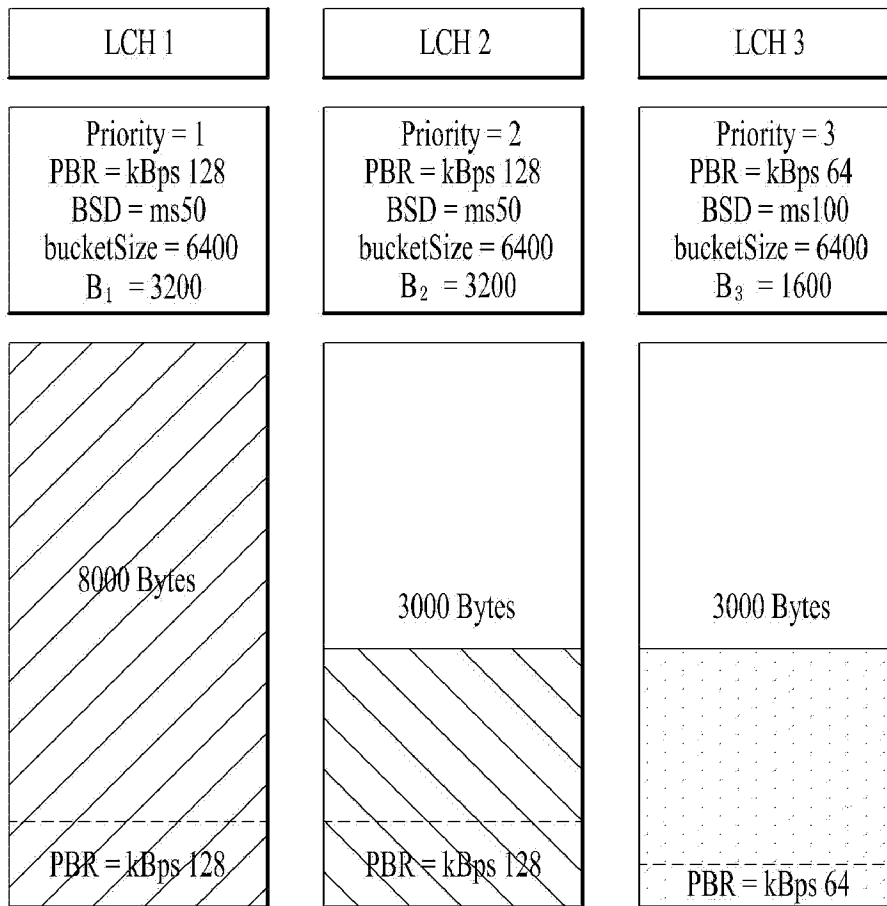 LCH 1
Priority = 1
PBR = kBps 128
BSD = ms50
bucketSize = 6400
B₁ = 3200
8000 Bytes
PBR = kBps 128
LCH 2
Priority = 2
PBR = kBps 128
BSD = ms50
bucketSize = 6400
B₂ = 3200
3000 Bytes
PBR = kBps 128
LCH 3
Priority = 3
PBR = kBps 64
BSD = ms100
bucketSize = 6400
B₃ = 1600
3000 Bytes
PBR = kBps 64